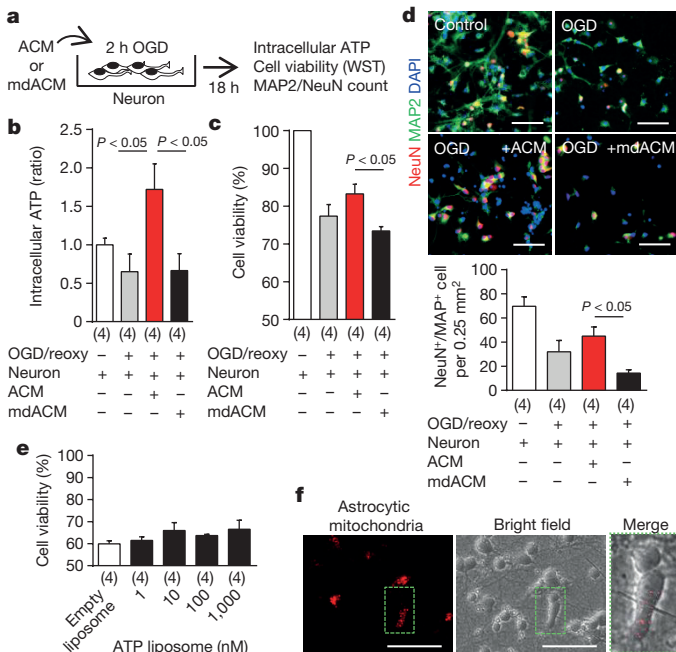 a
ACM
or
mdACM
2 h OGD
Neuron
18 h
Intracellular ATP
Cell viability (WST)
MAP2/NeuN count
b
Intracellular ATP (ratio)
2.5
2.0
1.5
1.0
0.5
0
P < 0.05 P < 0.05
(4) (4) (4) (4)
OGD/reoxy – + + +
Neuron + + + +
ACM – – + –
mdACM – – – +
c
Cell viability (%)
100
90
80
70
60
50
P < 0.05
(4) (4) (4) (4)
OGD/reoxy – + + +
Neuron + + + +
ACM – – + –
mdACM – – – +
d
NeuN MAP2 DAPI
Control
OGD
OGD +ACM
OGD +mdACM
NeuN+/MAP+ cell
per 0.25 mm²
80
60
40
20
0
P < 0.05
(4) (4) (4) (4)
OGD/reoxy – + + +
Neuron + + + +
ACM – – + –
mdACM – – – +
e
Cell viability (%)
100
90
80
70
60
50
(4) (4) (4) (4) (4)
Empty
liposome
1
10
100
1,000
ATP liposome (nM)
f
Astrocytic
mitochondria
Bright field
Merge